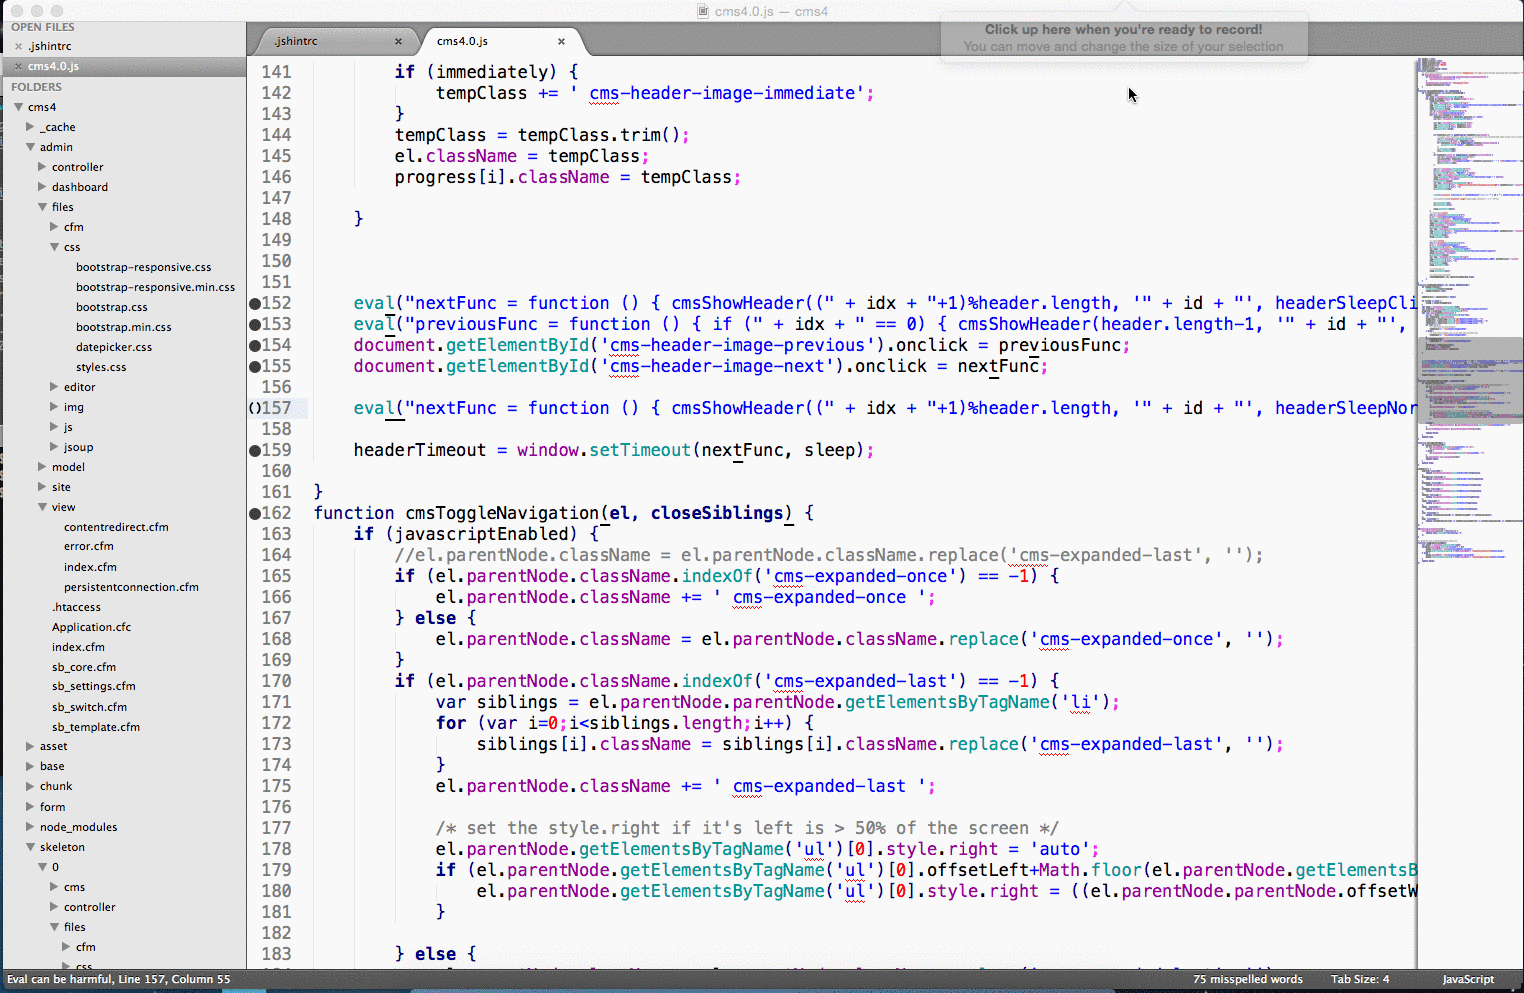 cms4.0.js — cms4
Click up here when you're ready to record!
You can move and change the size of your selection
OPEN FILES
.jshintrc
cms4.0.js
FOLDERS
cms4
_cache
admin
controller
dashboard
files
cfm
css
bootstrap-responsive.css
bootstrap-responsive.min.css
bootstrap.css
bootstrap.min.css
datepicker.css
styles.css
editor
img
js
jsoup
model
site
view
contentredirect.cfm
error.cfm
index.cfm
persistentconnection.cfm
.htaccess
Application.cfc
index.cfm
sb_core.cfm
sb_settings.cfm
sb_switch.cfm
sb_template.cfm
asset
base
chunk
form
node_modules
skeleton
0
cms
controller
files
cfm
css
.jshintrc
cms4.0.js
141 if (immediately) {
142 tempClass += ' cms-header-image-immediate';
143 }
144 tempClass = tempClass.trim();
145 el.className = tempClass;
146 progress[i].className = tempClass;
147
148 }
149
150
151
152 eval("nextFunc = function () { cmsShowHeader((" + idx + "+1)%header.length, '" + id + "', headerSleepCli
153 eval("previousFunc = function () { if (" + idx + " == 0) { cmsShowHeader(header.length-1, '" + id + "',
154 document.getElementById('cms-header-image-previous').onclick = previousFunc;
155 document.getElementById('cms-header-image-next').onclick = nextFunc;
156
157 eval("nextFunc = function () { cmsShowHeader((" + idx + "+1)%header.length, '" + id + "', headerSleepNor
158
159 headerTimeout = window.setTimeout(nextFunc, sleep);
160
161 }
162 function cmsToggleNavigation(el, closeSiblings) {
163 if (javascriptEnabled) {
164 //el.parentNode.className = el.parentNode.className.replace('cms-expanded-last', '');
165 if (el.parentNode.className.indexOf('cms-expanded-once') == -1) {
166 el.parentNode.className += ' cms-expanded-once ';
167 } else {
168 el.parentNode.className = el.parentNode.className.replace('cms-expanded-once', '');
169 }
170 if (el.parentNode.className.indexOf('cms-expanded-last') == -1) {
171 var siblings = el.parentNode.parentNode.getElementsByTagName('li');
172 for (var i=0;i<siblings.length;i++) {
173 siblings[i].className = siblings[i].className.replace('cms-expanded-last', '');
174 }
175 el.parentNode.className += ' cms-expanded-last ';
176
177 /* set the style.right if it's left is > 50% of the screen */
178 el.parentNode.getElementsByTagName('ul')[0].style.right = 'auto';
179 if (el.parentNode.getElementsByTagName('ul')[0].offsetLeft+Math.floor(el.parentNode.getElementsB
180 el.parentNode.getElementsByTagName('ul')[0].style.right = ((el.parentNode.parentNode.offsetW
181 }
182
183 } else {
Eval can be harmful, Line 157, Column 55
75 misspelled words
Tab Size: 4
JavaScript